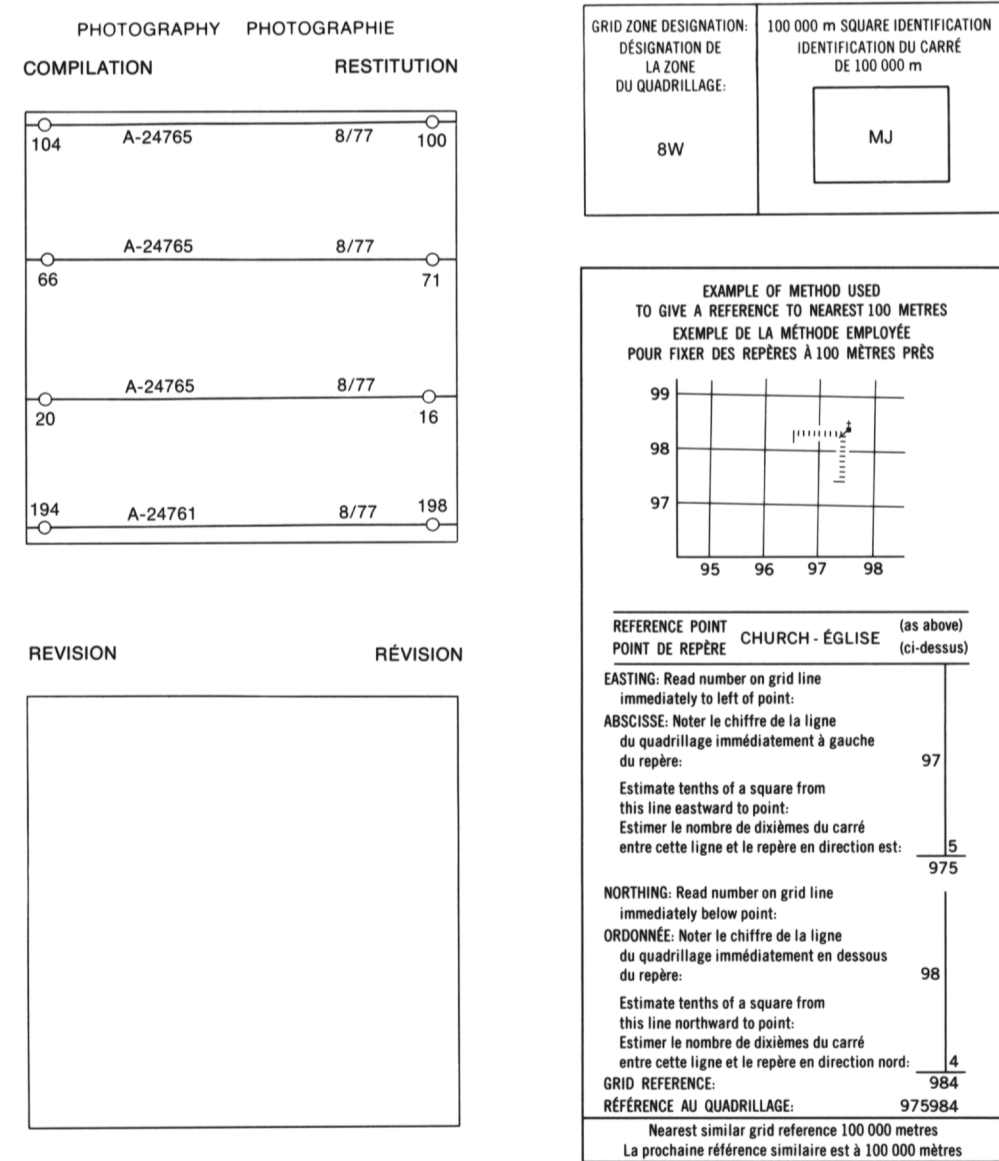 PHOTOGRAPHY PHOTOGRAPHIE
COMPILATION RESTITUTION
104 A-24765 8/77 100
A-24765 8/77
66 71
A-24765 8/77
20 16
194 A-24761 8/77 198
REVISION RÉVISION
GRID ZONE DESIGNATION:
DÉSIGNATION DE
LA ZONE
DU QUADRILLAGE:
8W
100 000 m SQUARE IDENTIFICATION
IDENTIFICATION DU CARRÉ
DE 100 000 m
MJ
EXAMPLE OF METHOD USED
TO GIVE A REFERENCE TO NEAREST 100 METRES
EXEMPLE DE LA MÉTHODE EMPLOYÉE
POUR FIXER DES REPÈRES À 100 MÈTRES PRÈS
99
98
97
95 96 97 98
REFERENCE POINT
POINT DE REPÈRE
CHURCH - ÉGLISE
(as above)
(ci-dessus)
EASTING: Read number on grid line
immediately to left of point:
ABSCISSE: Noter le chiffre de la ligne
du quadrillage immédiatement à gauche
du repère: 97
Estimate tenths of a square from
this line eastward to point:
Estimer le nombre de dixièmes du carré
entre cette ligne et le repère en direction est: 5
975
NORTHING: Read number on grid line
immediately below point:
ORDONNÉE: Noter le chiffre de la ligne
du quadrillage immédiatement en dessous
du repère: 98
Estimate tenths of a square from
this line northward to point:
Estimer le nombre de dixièmes du carré
entre cette ligne et le repère en direction nord: 4
GRID REFERENCE: 984
RÉFÉRENCE AU QUADRILLAGE: 975984
Nearest similar grid reference 100 000 metres
La prochaine référence similaire est à 100 000 mètres